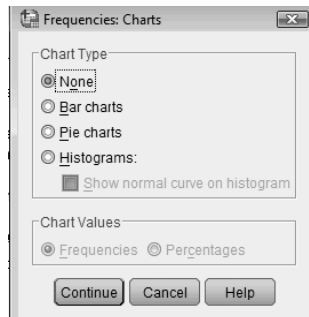 Frequencies: Charts
Chart Type
None
Bar charts
Pie charts
Histograms:
Show normal curve on histogram
Chart Values
Frequencies Percentages
Continue Cancel Help